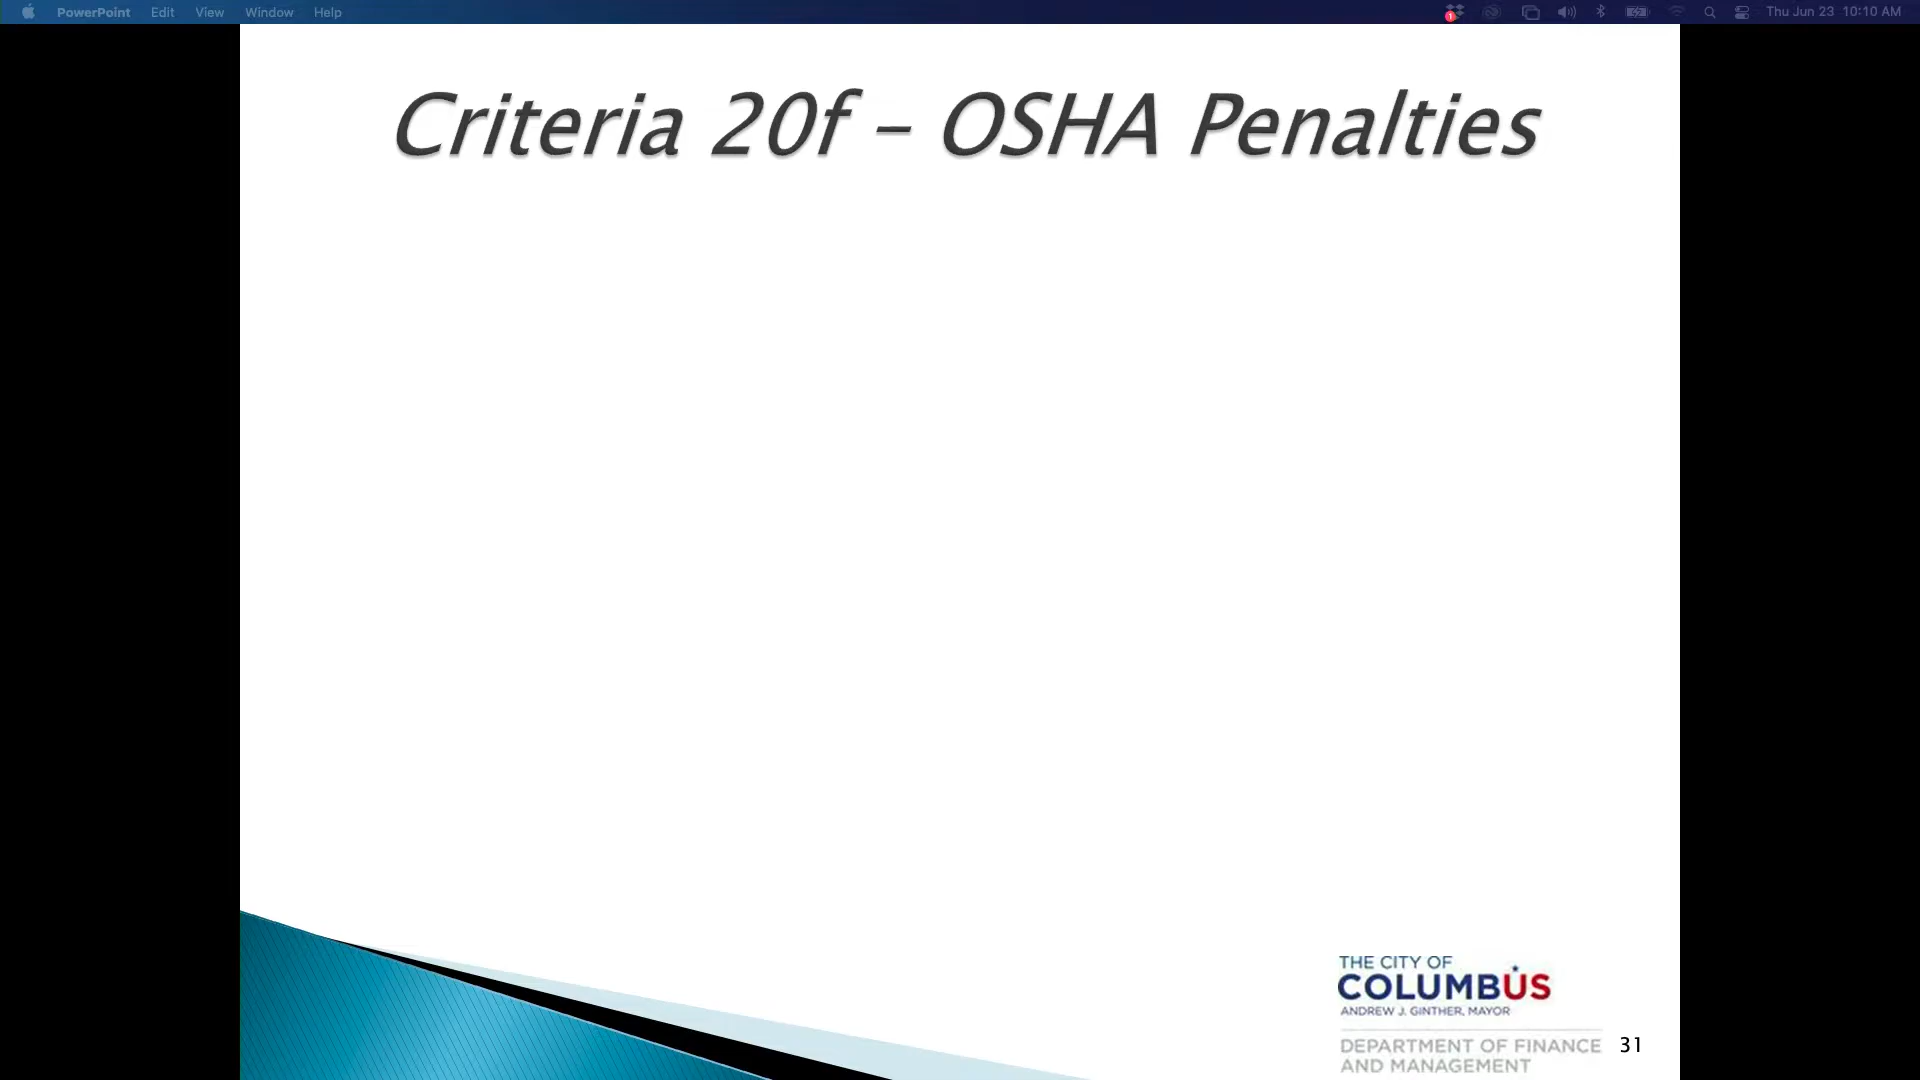 PowerPoint Edit View Window Help
1
Thu Jun 23 10:10 AM
Criteria 20f – OSHA Penalties
THE CITY OF
COLUMBUS
ANDREW J. GINTHER, MAYOR
DEPARTMENT OF FINANCE
AND MANAGEMENT
31